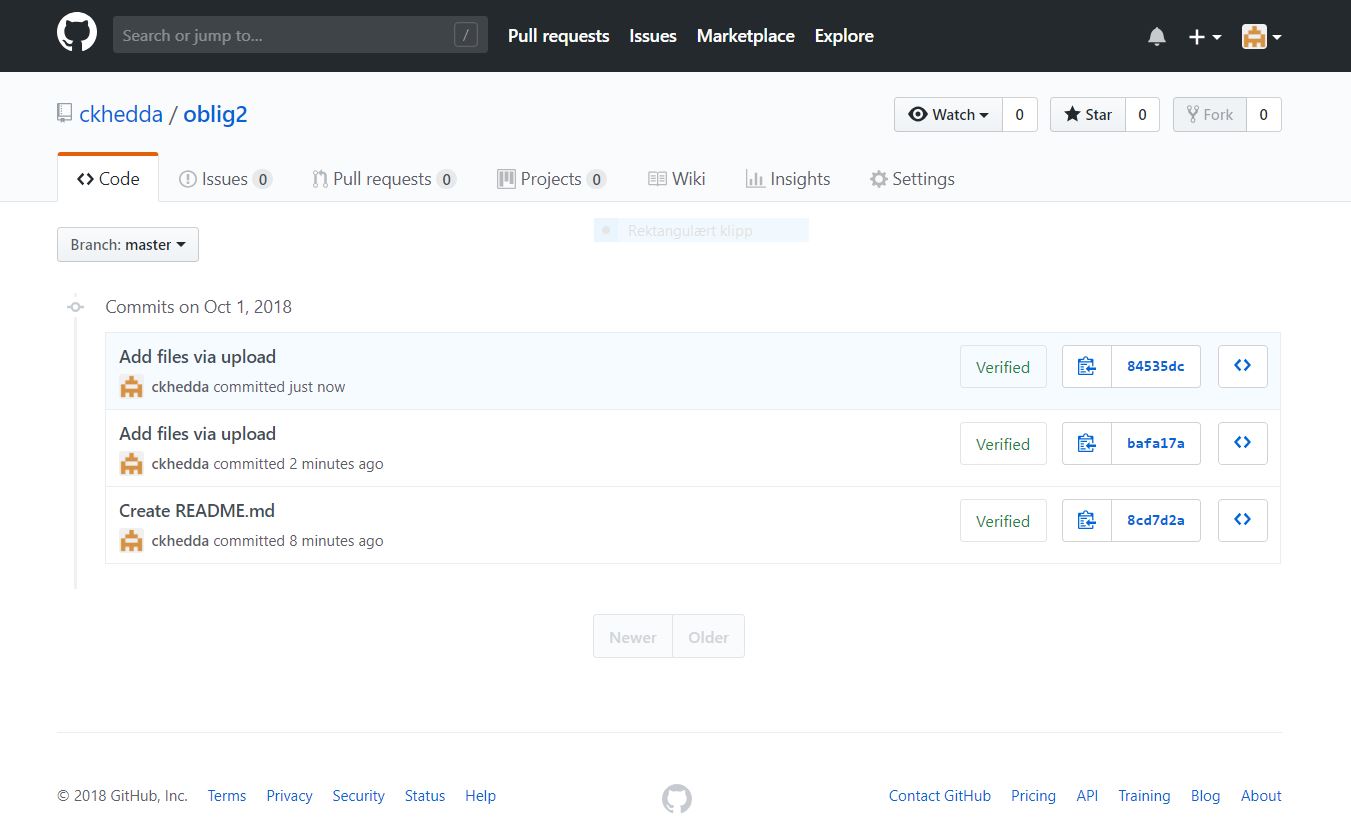 Search or jump to... / Pull requests Issues Marketplace Explore
ckhedda / oblig2 Watch 0 Star 0 Fork 0
Code Issues 0 Pull requests 0 Projects 0 Wiki Insights Settings
Rektangulært klipp
Branch: master
Commits on Oct 1, 2018
Add files via upload
ckhedda committed just now Verified 84535dc
Add files via upload
ckhedda committed 2 minutes ago Verified bafa17a
Create README.md
ckhedda committed 8 minutes ago Verified 8cd7d2a
Newer Older
© 2018 GitHub, Inc. Terms Privacy Security Status Help Contact GitHub Pricing API Training Blog About